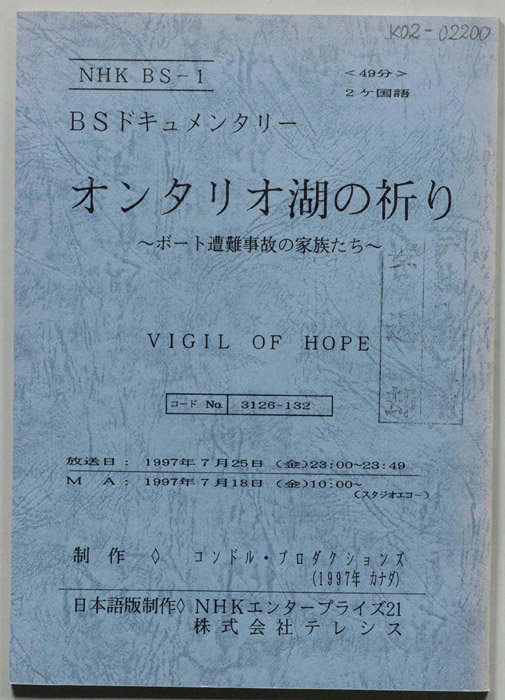 K02-02200
NHK BS-1
<49分>
2ケ国語
BSドキュメンタリー
オンタリオ湖の祈り
~ボート遭難事故の家族たち~
VIGIL OF HOPE
コード No. 3126-132
放送日: 1997年7月25日(金)23:00~23:49
MA: 1997年7月18日(金)10:00~
(スタジオエコー)
制作◇ コンドル・プロダクションズ
(1997年 カナダ)
日本語版制作◇NHKエンタープライズ21
株式会社テレシス